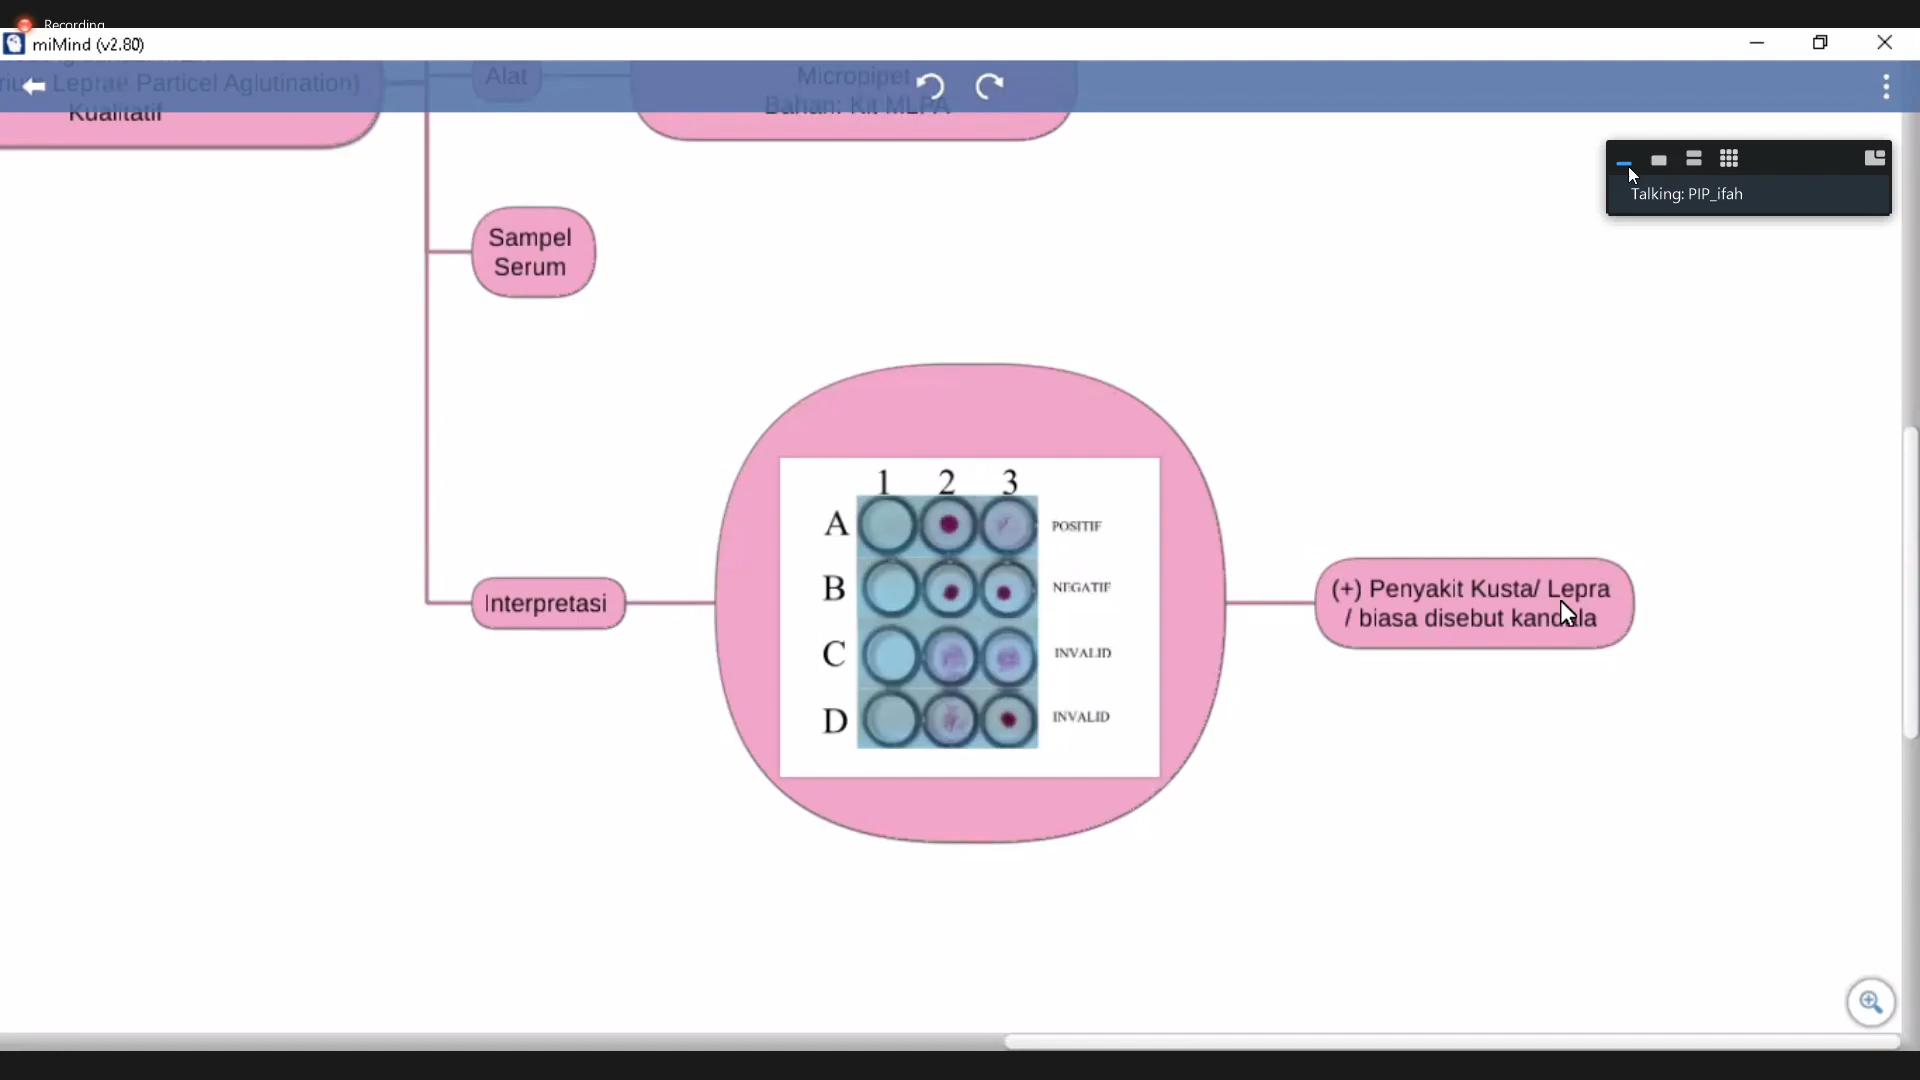 Recording
miMind (v2.80)
Leprae Particel Aglutination)
Kualitatif
Alat
Micropipet
Bahan: Kit MLPA
Talking: PIP_ifah
Sampel
Serum
Interpretasi
1 2 3
A POSITIF
B NEGATIF
C INVALID
D INVALID
(+) Penyakit Kusta/ Lepra
/ biasa disebut kandala